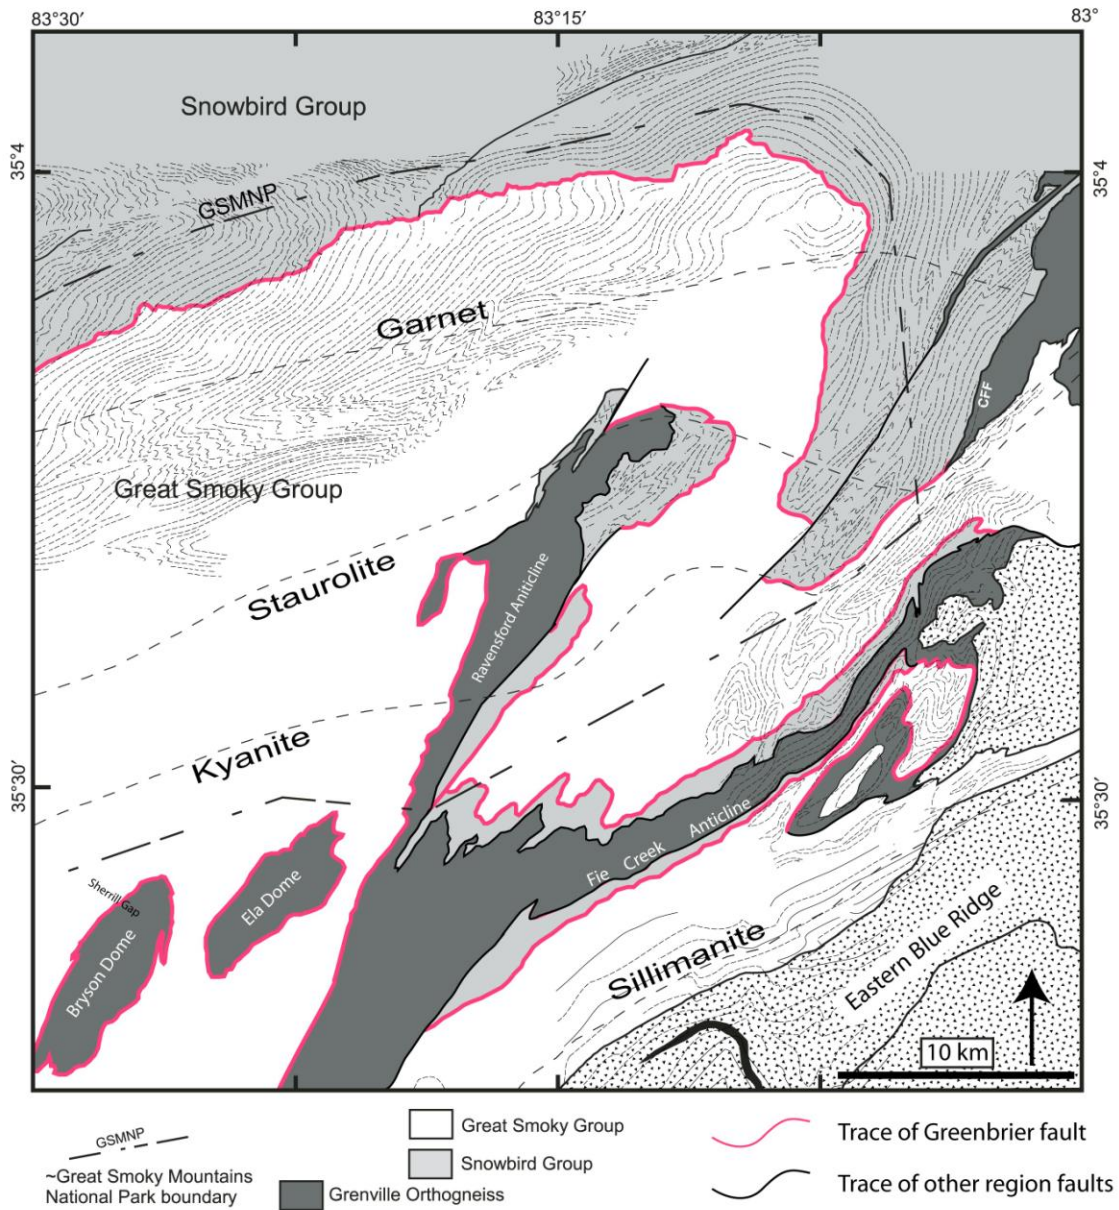 83°30′ 83°15′ 83°
Snowbird Group
35°4
35°4
GSMNP
Garnet
CFF
Great Smoky Group
Staurolite
Ravensford Aniticline
Kyanite
35°30′
35°30′
Fie Creek Anticline
Sherrill Gap
Ela Dome
Bryson Dome
Sillimanite
Eastern Blue Ridge
10 km
GSMNP
~Great Smoky Mountains
National Park boundary
Great Smoky Group
Snowbird Group
Grenville Orthogneiss
Trace of Greenbrier fault
Trace of other region faults